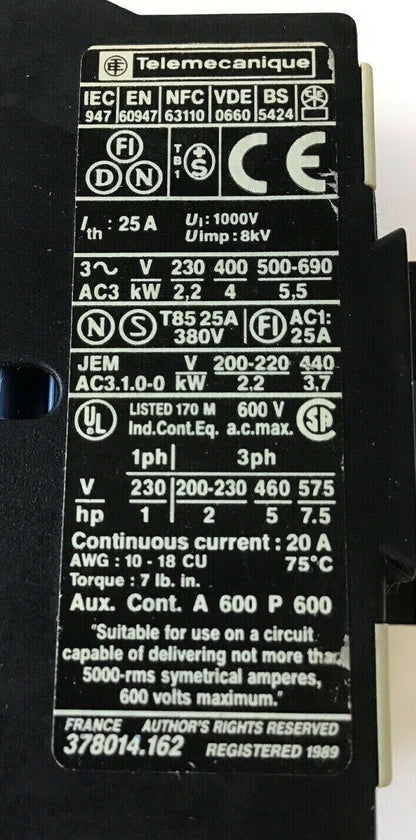 Telemecanique
IEC EN NFC VDE BS
947 60947 63110 0660 5424
FI D N TB1 S CE
Ith : 25 A Ui : 1000V
Uimp : 8kV
3~ V 230 400 500-690
AC3 kW 2,2 4 5,5
N S T85 25A 380V FI AC1: 25A
JEM V 200-220 440
AC3.1.0-0 kW 2.2 3,7
UL LISTED 170 M 600 V SA
Ind.Cont.Eq. a.c.max.
1ph 3ph
V 230 200-230 460 575
hp 1 2 5 7.5
Continuous current : 20 A
AWG : 10 - 18 CU 75°C
Torque : 7 lb. in.
Aux. Cont. A 600 P 600
"Suitable for use on a circuit
capable of delivering not more than
5000-rms symetrical amperes,
600 volts maximum."
FRANCE AUTHOR'S RIGHTS RESERVED
378014.162 REGISTERED 1989